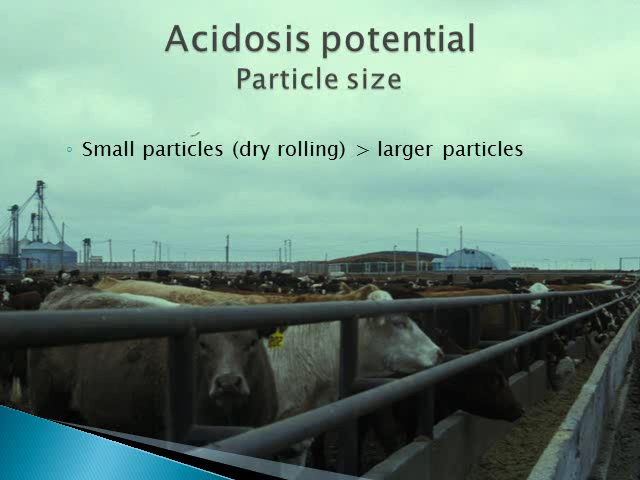 Acidosis potential
Particle size
◦ Small particles (dry rolling) > larger particles